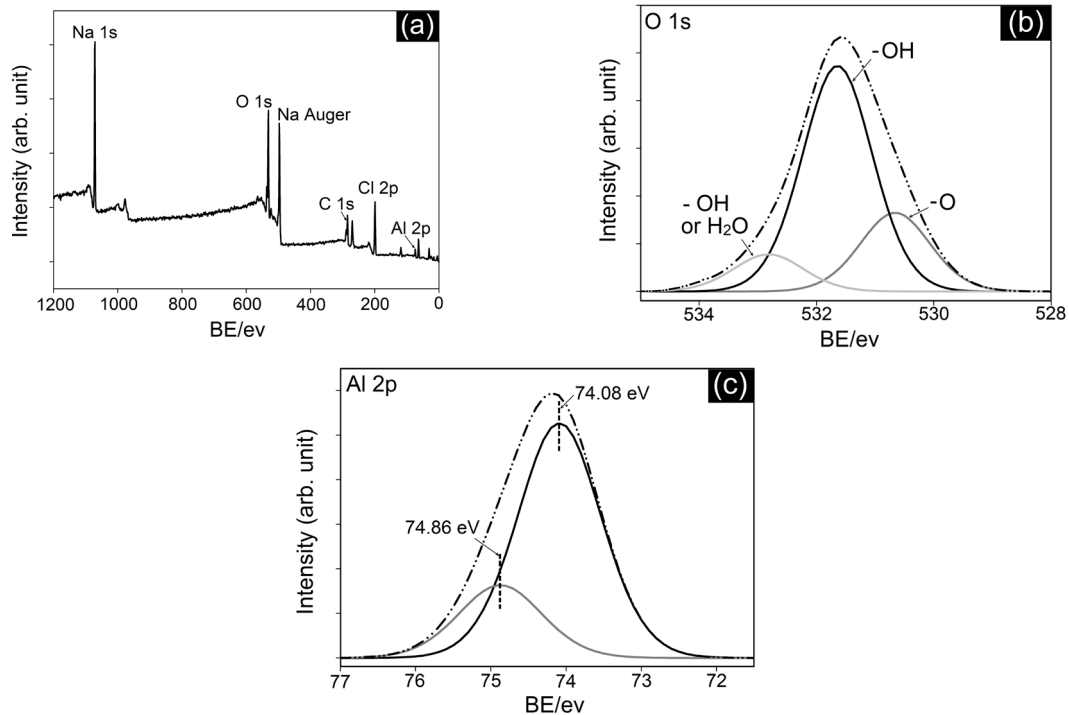 (a)
Intensity (arb. unit)
Na 1s
O 1s
Na Auger
C 1s
Cl 2p
Al 2p
1200
1000
800
600
400
200
0
BE/ev
O 1s
(b)
Intensity (arb. unit)
-OH
- OH
or H₂O
-O
534
532
530
528
BE/ev
Al 2p
(c)
Intensity (arb. unit)
74.08 eV
74.86 eV
77
76
75
74
73
72
BE/ev